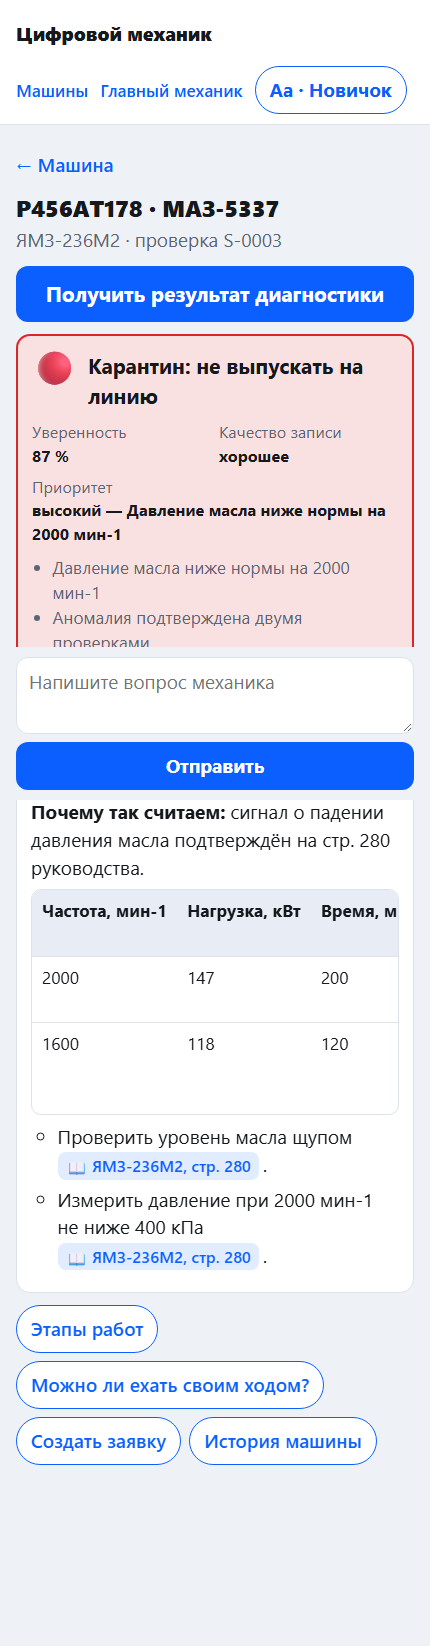 Цифровой механик
Машины Главный механик Аа · Новичок
← Машина
Р456АТ178 · МАЗ-5337
ЯМЗ-236М2 · проверка S-0003
Получить результат диагностики
Карантин: не выпускать на
линию
Уверенность Качество записи
87 % хорошее
Приоритет
высокий — Давление масла ниже нормы на
2000 мин-1
Давление масла ниже нормы на 2000
мин-1
Аномалия подтверждена двумя
проверками
Напишите вопрос механика
Отправить
Почему так считаем: сигнал о падении
давления масла подтверждён на стр. 280
руководства.
Частота, мин-1 Нагрузка, кВт Время, м
2000 147 200
1600 118 120
Проверить уровень масла щупом
ЯМЗ-236М2, стр. 280 .
Измерить давление при 2000 мин-1
не ниже 400 кПа
ЯМЗ-236М2, стр. 280 .
Этапы работ
Можно ли ехать своим ходом?
Создать заявку История машины